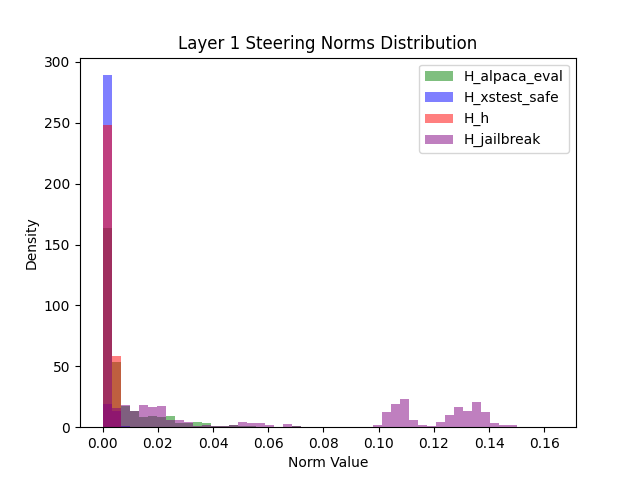 Layer 1 Steering Norms Distribution
300
250
200
150
100
50
0
Density
H_alpaca_eval
H_xstest_safe
H_h
H_jailbreak
0.00 0.02 0.04 0.06 0.08 0.10 0.12 0.14 0.16
Norm Value